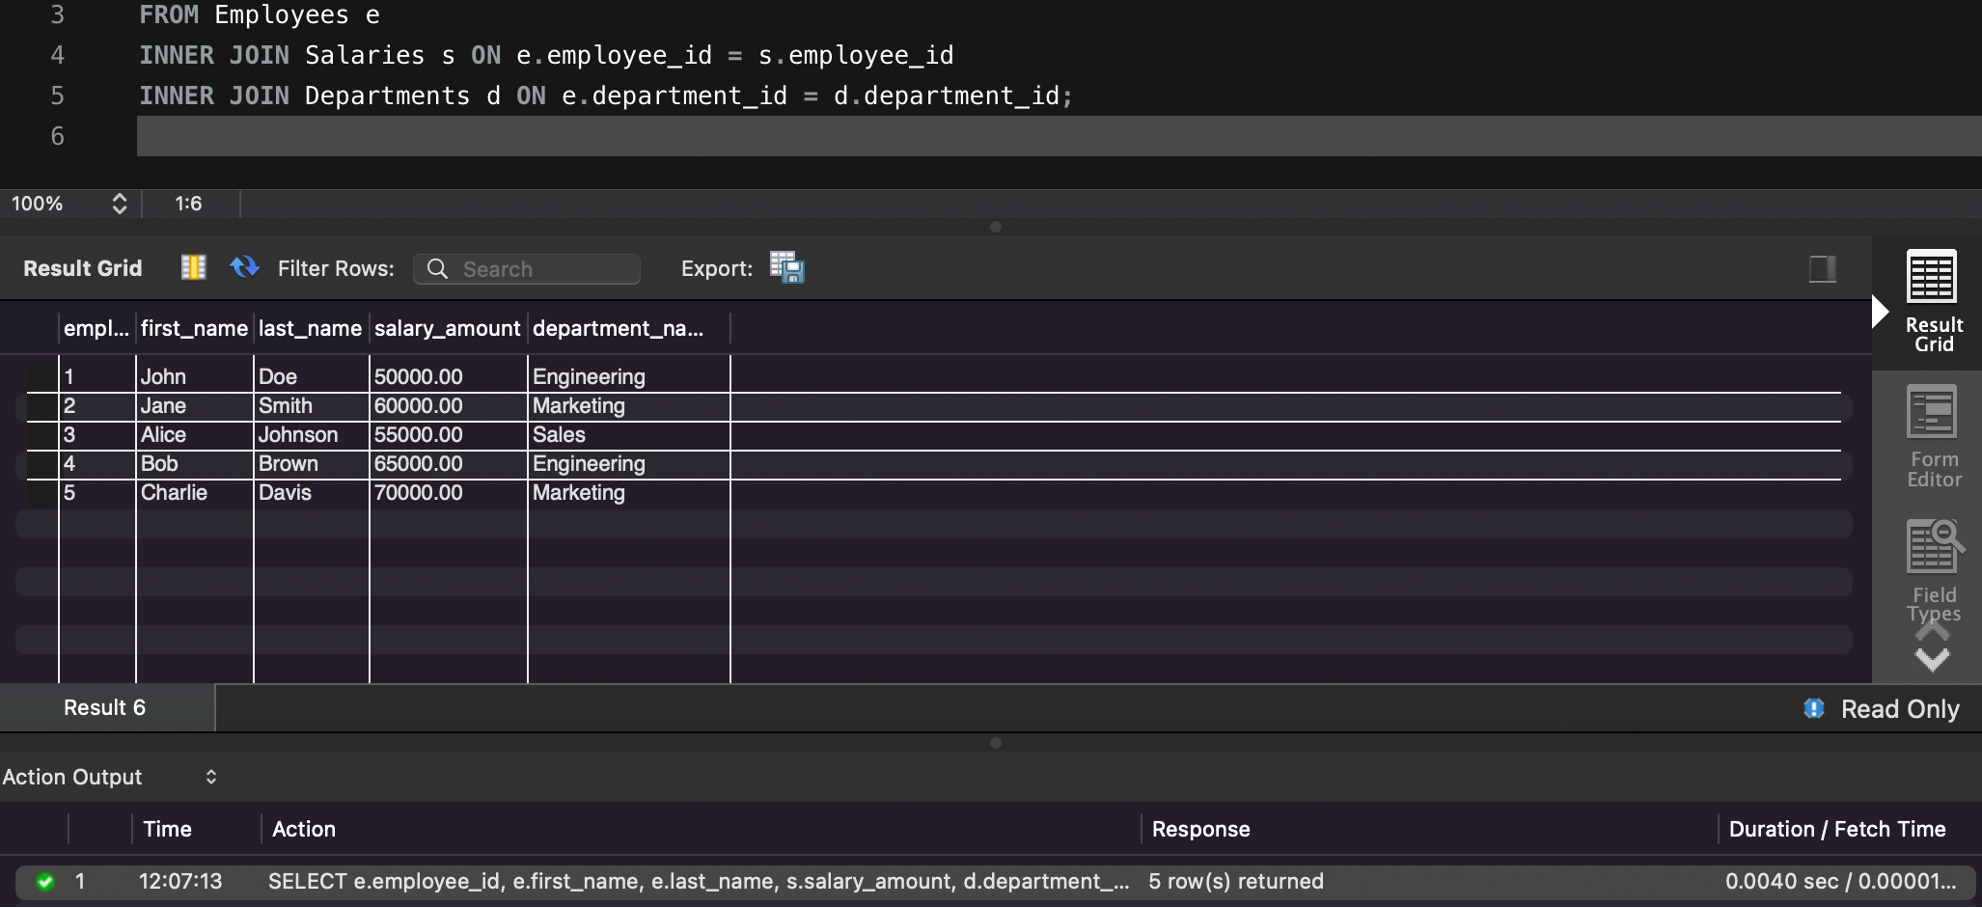 3 FROM Employees e
4 INNER JOIN Salaries s ON e.employee_id = s.employee_id
5 INNER JOIN Departments d ON e.department_id = d.department_id;
6
100% 1:6
Result Grid Filter Rows: Search Export:
empl... first_name last_name salary_amount department_na...
1 John Doe 50000.00 Engineering
2 Jane Smith 60000.00 Marketing
3 Alice Johnson 55000.00 Sales
4 Bob Brown 65000.00 Engineering
5 Charlie Davis 70000.00 Marketing
Result
Grid
Form
Editor
Field
Types
Result 6 Read Only
Action Output
Time Action Response Duration / Fetch Time
1 12:07:13 SELECT e.employee_id, e.first_name, e.last_name, s.salary_amount, d.department_... 5 row(s) returned 0.0040 sec / 0.00001...